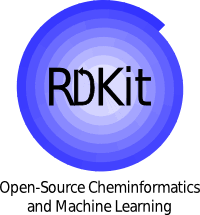 RDKit
Open-Source Cheminformatics
and Machine Learning